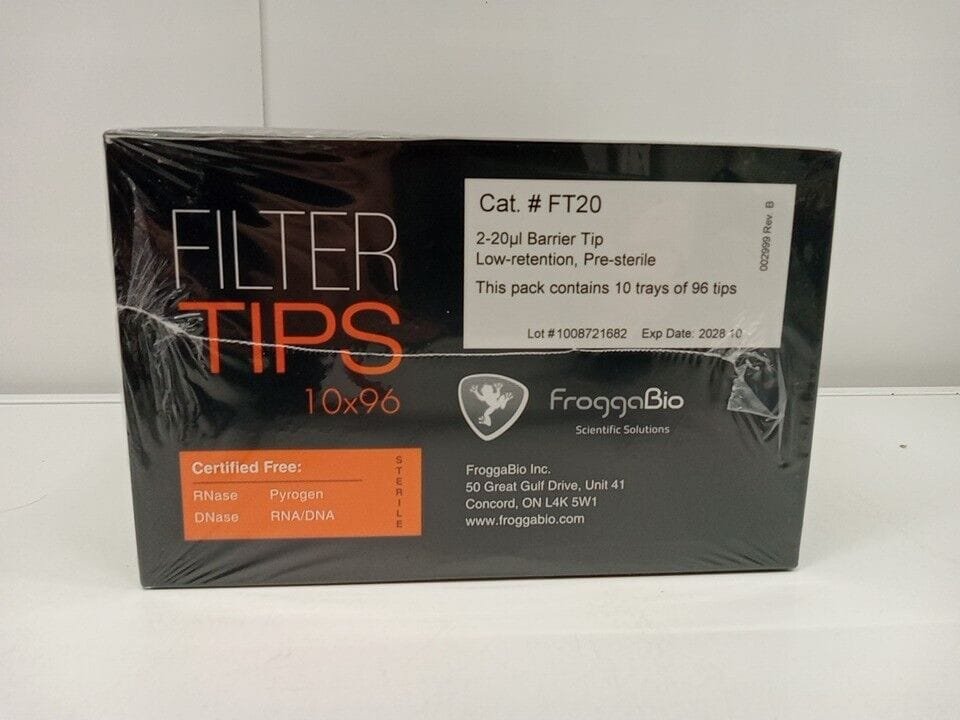 FILTER
TIPS
10x96
Certified Free:
RNase Pyrogen
DNase RNA/DNA
STERILE
Cat. # FT20
2-20µl Barrier Tip
Low-retention, Pre-sterile
This pack contains 10 trays of 96 tips
Lot #1008721682 Exp Date: 2028 10
002999 Rev. B
FroggaBio
Scientific Solutions
FroggaBio Inc.
50 Great Gulf Drive, Unit 41
Concord, ON L4K 5W1
www.froggabio.com